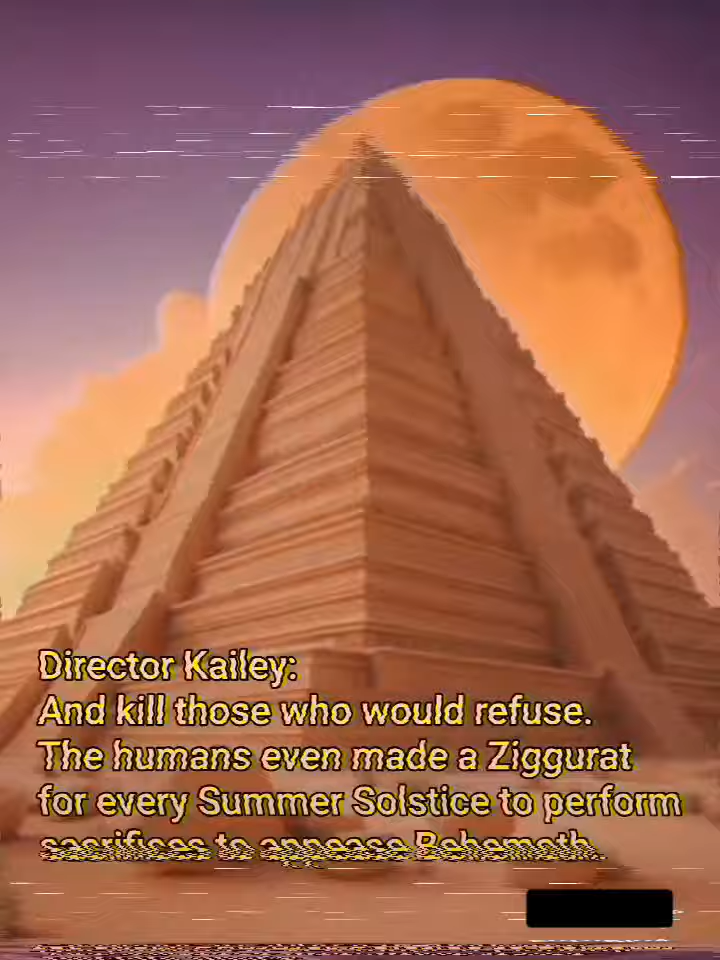 Director Kailey:
And kill those who would refuse.
The humans even made a Ziggurat
for every Summer Solstice to perform
sacrifices to appease Behemoth.